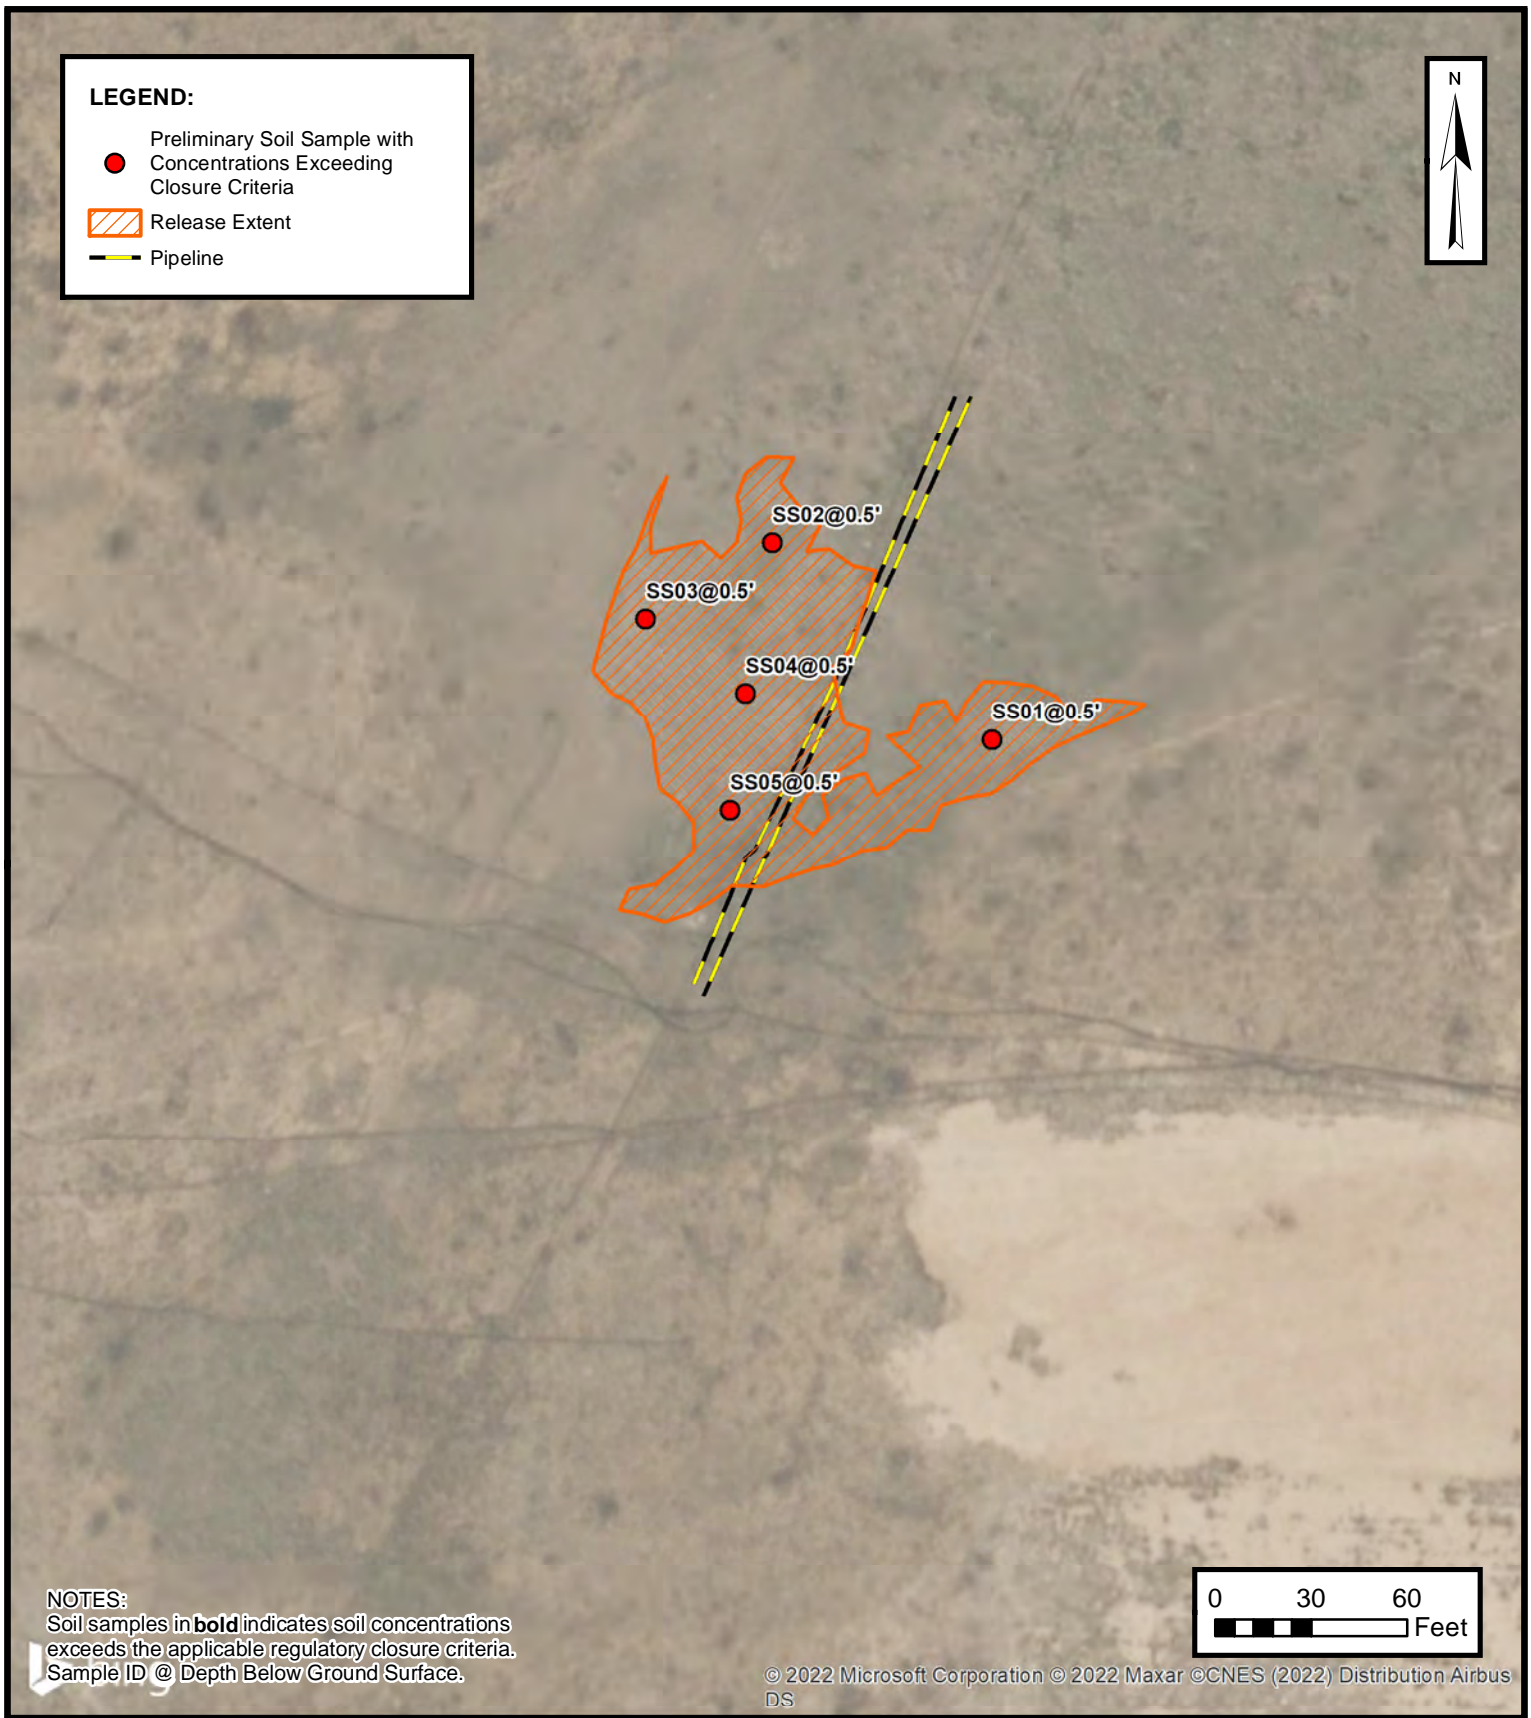 LEGEND:
Preliminary Soil Sample with
Concentrations Exceeding
Closure Criteria
Release Extent
Pipeline
N
SS02@0.5'
SS03@0.5'
SS04@0.5'
SS01@0.5'
SS05@0.5'
NOTES:
Soil samples in bold indicates soil concentrations
exceeds the applicable regulatory closure criteria.
Sample ID @ Depth Below Ground Surface.
0 30 60
Feet
© 2022 Microsoft Corporation © 2022 Maxar ©CNES (2022) Distribution Airbus
DS